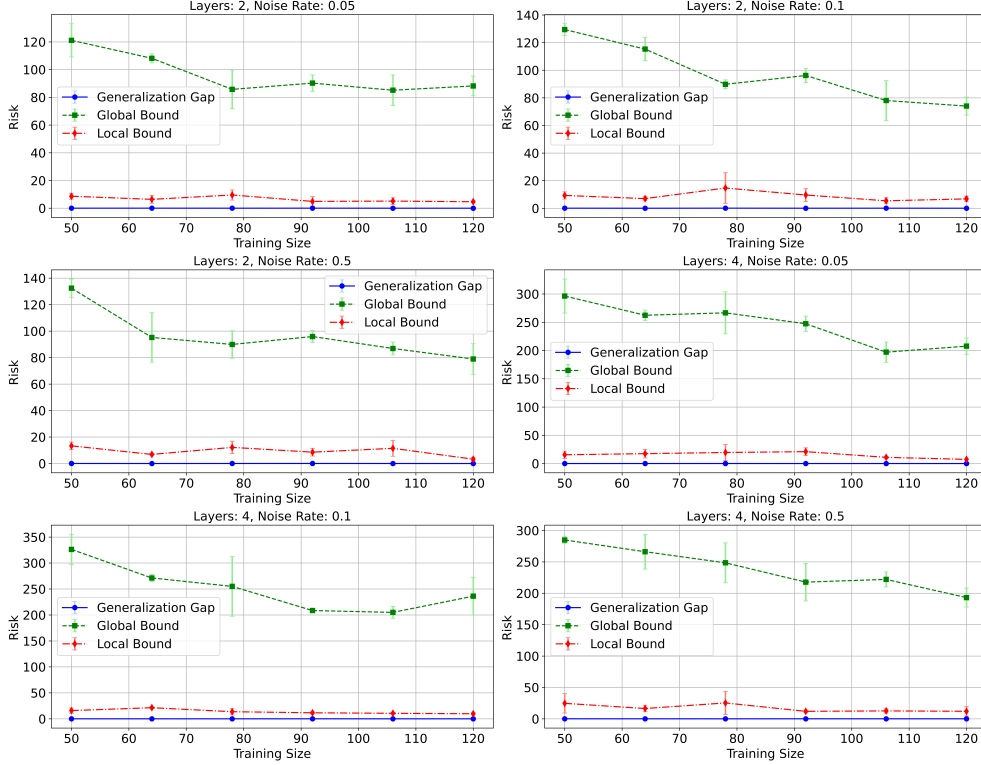 Layers: 2, Noise Rate: 0.05
120
100
80
60
40
20
0
Risk
Generalization Gap
Global Bound
Local Bound
50 60 70 80 90 100 110 120
Training Size
Layers: 2, Noise Rate: 0.1
140
120
100
80
60
40
20
0
Risk
Generalization Gap
Global Bound
Local Bound
50 60 70 80 90 100 110 120
Training Size
Layers: 2, Noise Rate: 0.5
140
120
100
80
60
40
20
0
Risk
Generalization Gap
Global Bound
Local Bound
50 60 70 80 90 100 110 120
Training Size
Layers: 4, Noise Rate: 0.05
300
250
200
150
100
50
0
Risk
Generalization Gap
Global Bound
Local Bound
50 60 70 80 90 100 110 120
Training Size
Layers: 4, Noise Rate: 0.1
350
300
250
200
150
100
50
0
Risk
Generalization Gap
Global Bound
Local Bound
50 60 70 80 90 100 110 120
Training Size
Layers: 4, Noise Rate: 0.5
300
250
200
150
100
50
0
Risk
Generalization Gap
Global Bound
Local Bound
50 60 70 80 90 100 110 120
Training Size